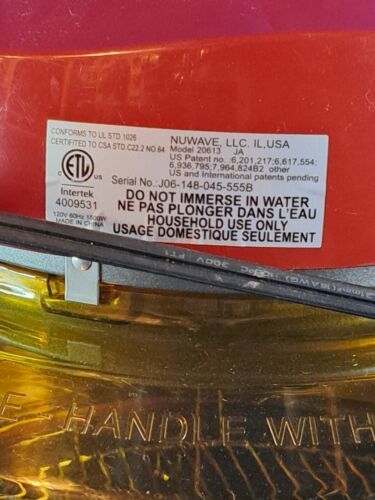 CONFORMS TO UL STD.1026
CERTIFIED TO CSA STD.C22.2 NO.64
ETL
C US
LISTED
Intertek
4009531
120V 60Hz 1500W
MADE IN CHINA
NUWAVE, LLC. IL,USA
Model 20613 JA
US Patent no.:6,201,217;6,617,554;
6,936,795;7,964,824B2 other
US and International patents pending
Serial No.:J06-148-045-555B
DO NOT IMMERSE IN WATER
NE PAS PLONGER DANS L'EAU
HOUSEHOLD USE ONLY
USAGE DOMESTIQUE SEULEMENT
300V
- HANDLE WITH